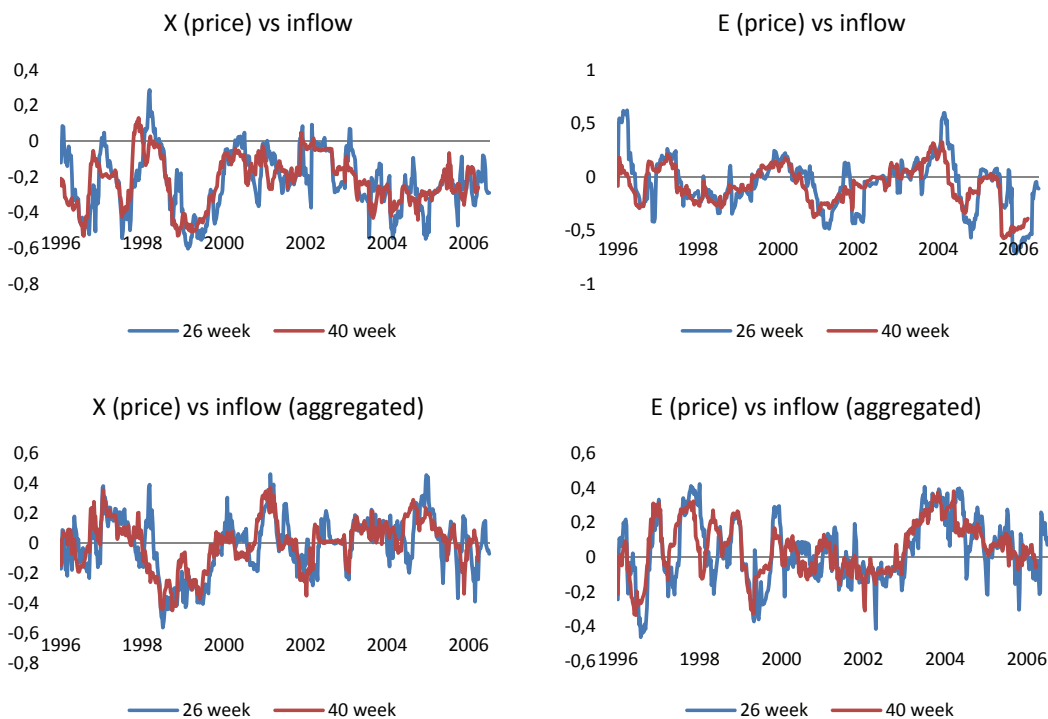 X (price) vs inflow
0,4
0,2
0
-0,2
-0,4
-0,6
-0,8
1996 1998 2000 2002 2004 2006
26 week 40 week
E (price) vs inflow
1
0,5
0
-0,5
-1
1996 1998 2000 2002 2004 2006
26 week 40 week
X (price) vs inflow (aggregated)
0,6
0,4
0,2
0
-0,2
-0,4
-0,6
-0,8
1996 1998 2000 2002 2004 2006
26 week 40 week
E (price) vs inflow (aggregated)
0,6
0,4
0,2
0
-0,2
-0,4
-0,6
1996 1998 2000 2002 2004 2006
26 week 40 week